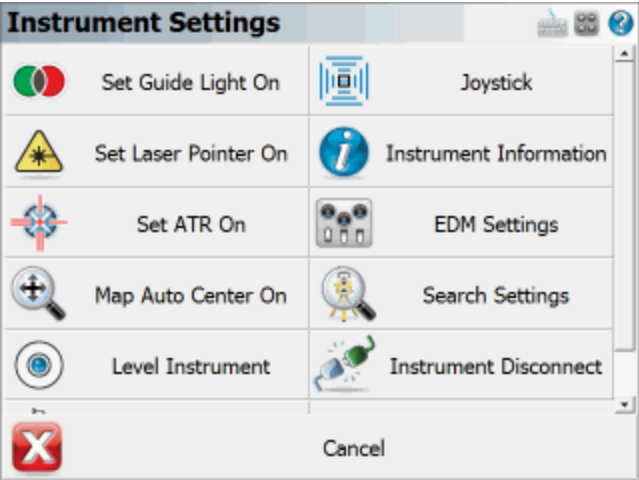 Instrument Settings
Set Guide Light On
Joystick
Set Laser Pointer On
Instrument Information
Set ATR On
EDM Settings
Map Auto Center On
Search Settings
Level Instrument
Instrument Disconnect
Cancel